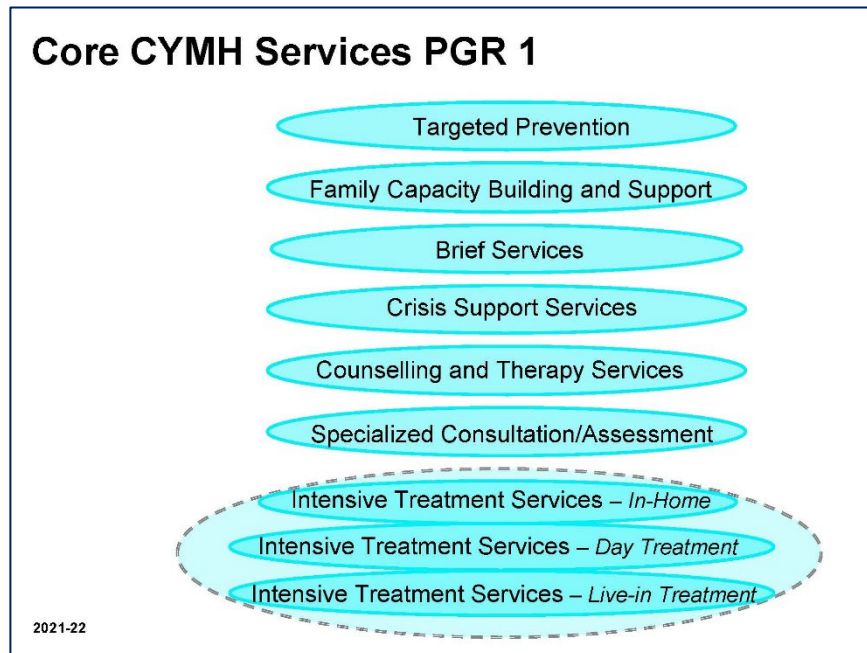 Core CYMH Services PGR 1
Targeted Prevention
Family Capacity Building and Support
Brief Services
Crisis Support Services
Counselling and Therapy Services
Specialized Consultation/Assessment
Intensive Treatment Services – In-Home
Intensive Treatment Services – Day Treatment
Intensive Treatment Services – Live-in Treatment
2021-22